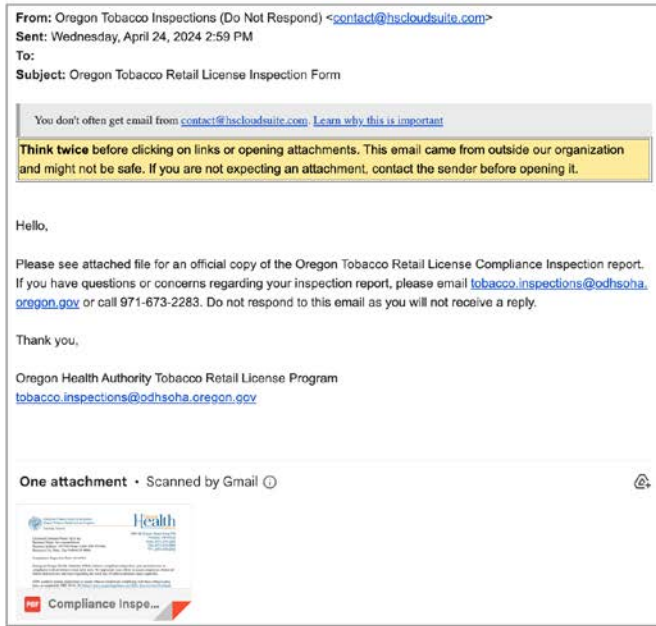 From: Oregon Tobacco Inspections (Do Not Respond) <contact@hscloudsuite.com>
Sent: Wednesday, April 24, 2024 2:59 PM
To:
Subject: Oregon Tobacco Retail License Inspection Form
You don't often get email from contact@hscloudsuite.com. Learn why this is important
Think twice before clicking on links or opening attachments. This email came from outside our organization
and might not be safe. If you are not expecting an attachment, contact the sender before opening it.
Hello,
Please see attached file for an official copy of the Oregon Tobacco Retail License Compliance Inspection report.
If you have questions or concerns regarding your inspection report, please email tobacco.inspections@odhsoha.
oregon.gov or call 971-673-2283. Do not respond to this email as you will not receive a reply.
Thank you,
Oregon Health Authority Tobacco Retail License Program
tobacco.inspections@odhsoha.oregon.gov
One attachment • Scanned by Gmail
Health
PDF Compliance Inspe...